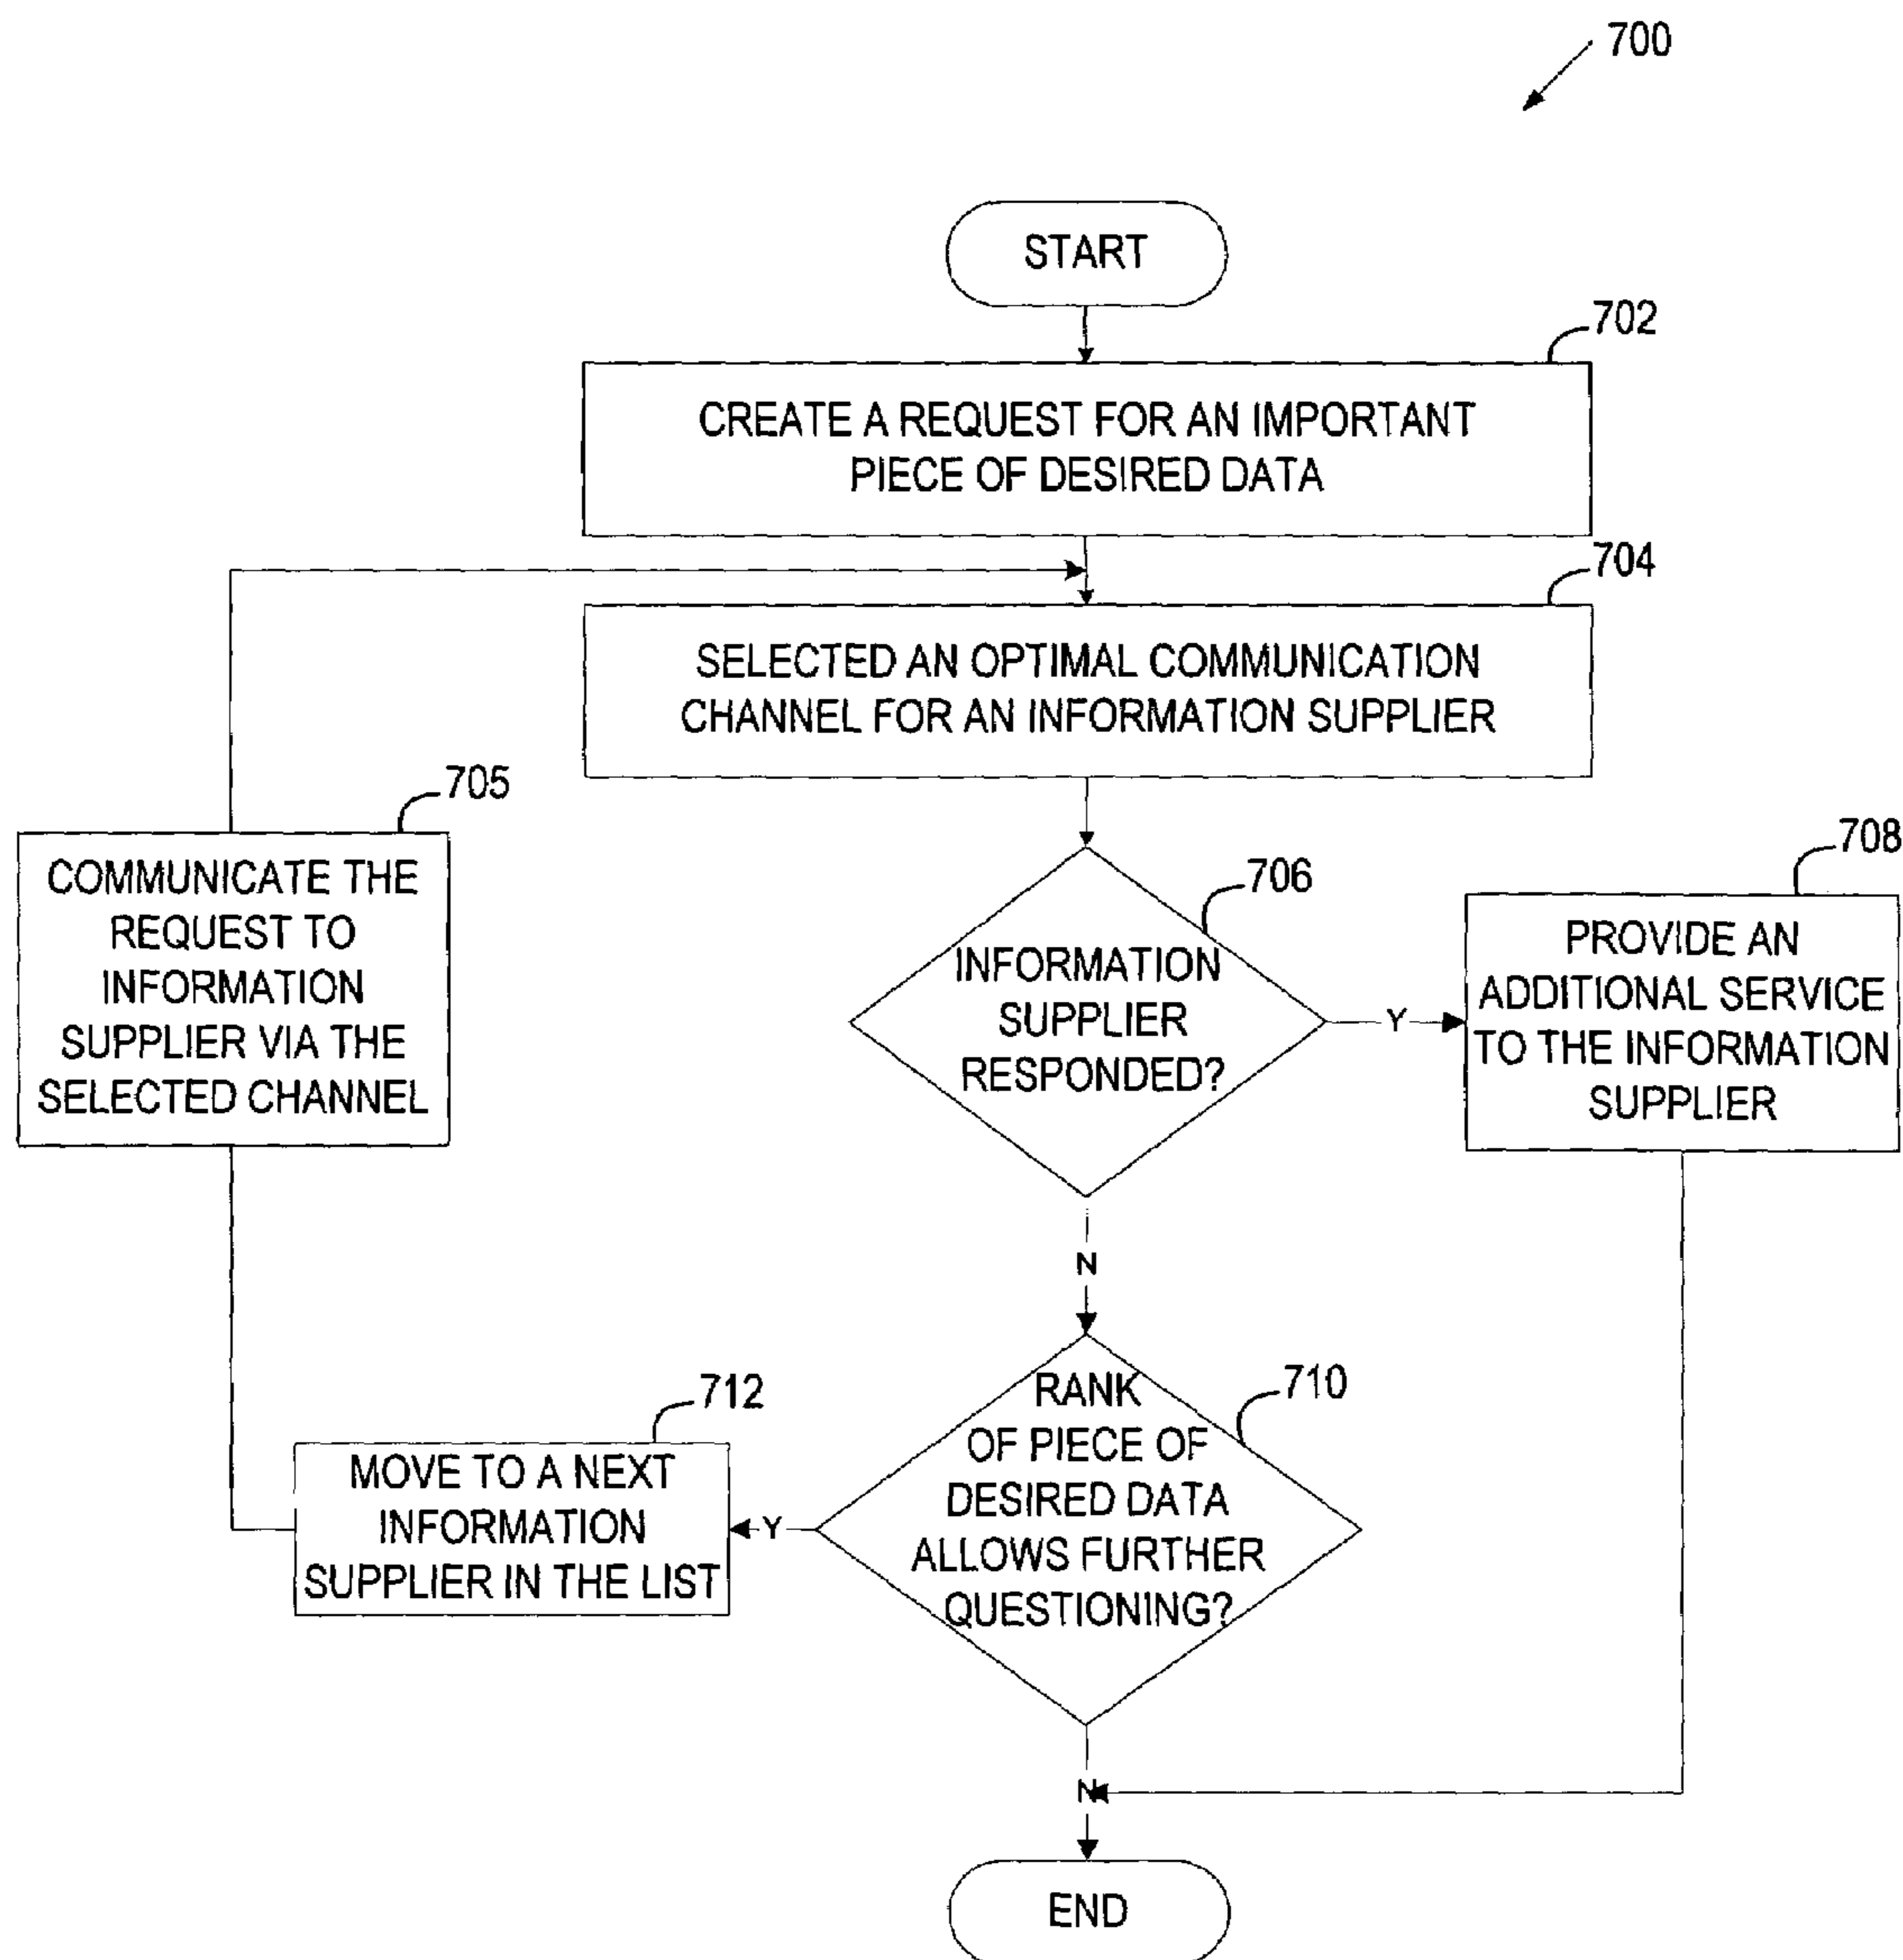 700
START
702
CREATE A REQUEST FOR AN IMPORTANT
PIECE OF DESIRED DATA
704
SELECTED AN OPTIMAL COMMUNICATION
CHANNEL FOR AN INFORMATION SUPPLIER
705
COMMUNICATE THE
REQUEST TO
INFORMATION
SUPPLIER VIA THE
SELECTED CHANNEL
706
INFORMATION
SUPPLIER
RESPONDED?
Y
708
PROVIDE AN
ADDITIONAL SERVICE
TO THE INFORMATION
SUPPLIER
N
710
RANK
OF PIECE OF
DESIRED DATA
ALLOWS FURTHER
QUESTIONING?
Y
712
MOVE TO A NEXT
INFORMATION
SUPPLIER IN THE LIST
N
END